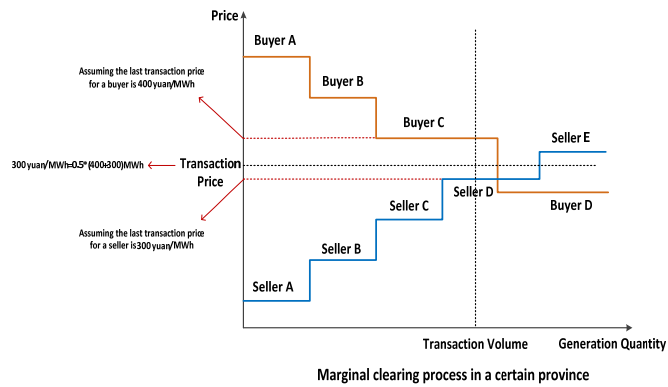 Price
Buyer A
Assuming the last transaction price
for a buyer is 400 yuan/MWh
Buyer B
Buyer C
Seller E
300 yuan/MWh=0.5*(400+300)MWh
Transaction
Price
Seller D
Buyer D
Seller C
Assuming the last transaction price
for a seller is 300 yuan/MWh
Seller B
Seller A
Transaction Volume
Generation Quantity
Marginal clearing process in a certain province